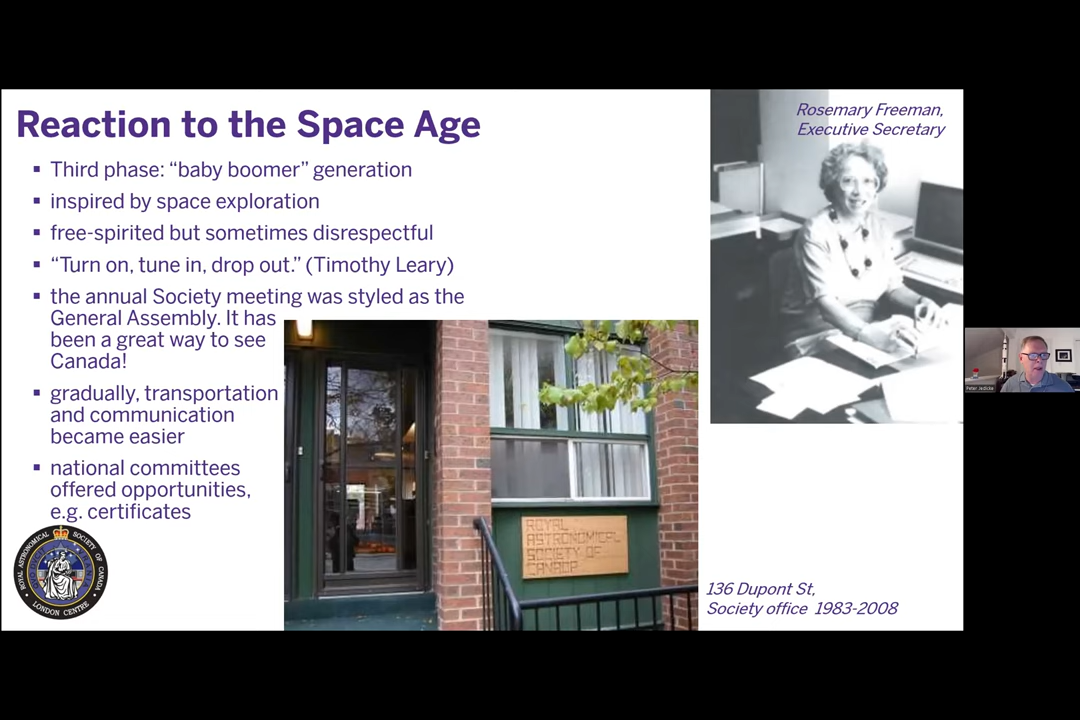 Reaction to the Space Age
▪ Third phase: “baby boomer” generation
▪ inspired by space exploration
▪ free-spirited but sometimes disrespectful
▪ “Turn on, tune in, drop out.” (Timothy Leary)
▪ the annual Society meeting was styled as the
General Assembly. It has
been a great way to see
Canada!
▪ gradually, transportation
and communication
became easier
▪ national committees
offered opportunities,
e.g. certificates
ROYAL ASTRONOMICAL SOCIETY OF CANADA
LONDON CENTRE
ROYAL
ASTRONOMICAL
SOCIETY OF
CANADA
Rosemary Freeman,
Executive Secretary
136 Dupont St,
Society office 1983-2008
Peter Jedicke